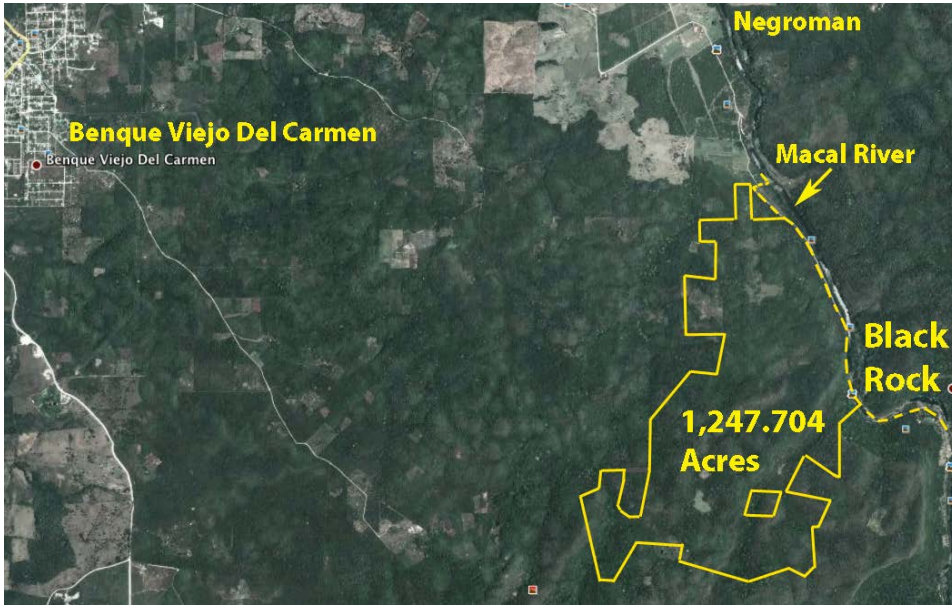 Negroman
Benque Viejo Del Carmen
Benque Viejo Del Carmen
Macal River
Black
Rock
1,247.704
Acres